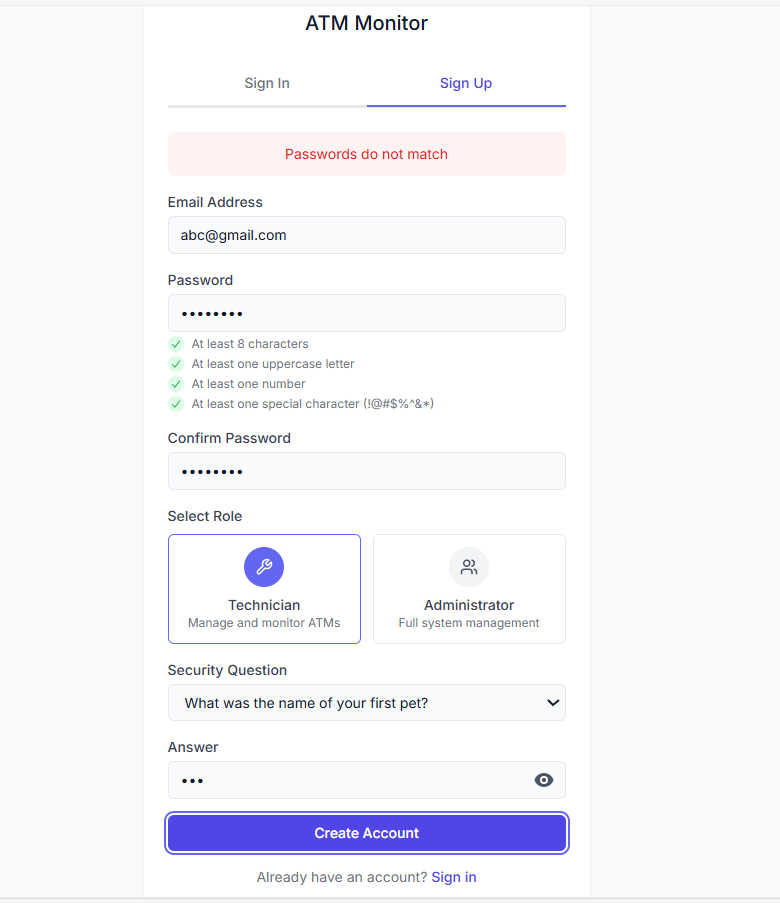 ATM Monitor
Sign In Sign Up
Passwords do not match
Email Address
abc@gmail.com
Password
••••••••
At least 8 characters
At least one uppercase letter
At least one number
At least one special character (!@#$%^&*)
Confirm Password
••••••••
Select Role
Technician Administrator
Manage and monitor ATMs Full system management
Security Question
What was the name of your first pet?
Answer
•••
Create Account
Already have an account? Sign in